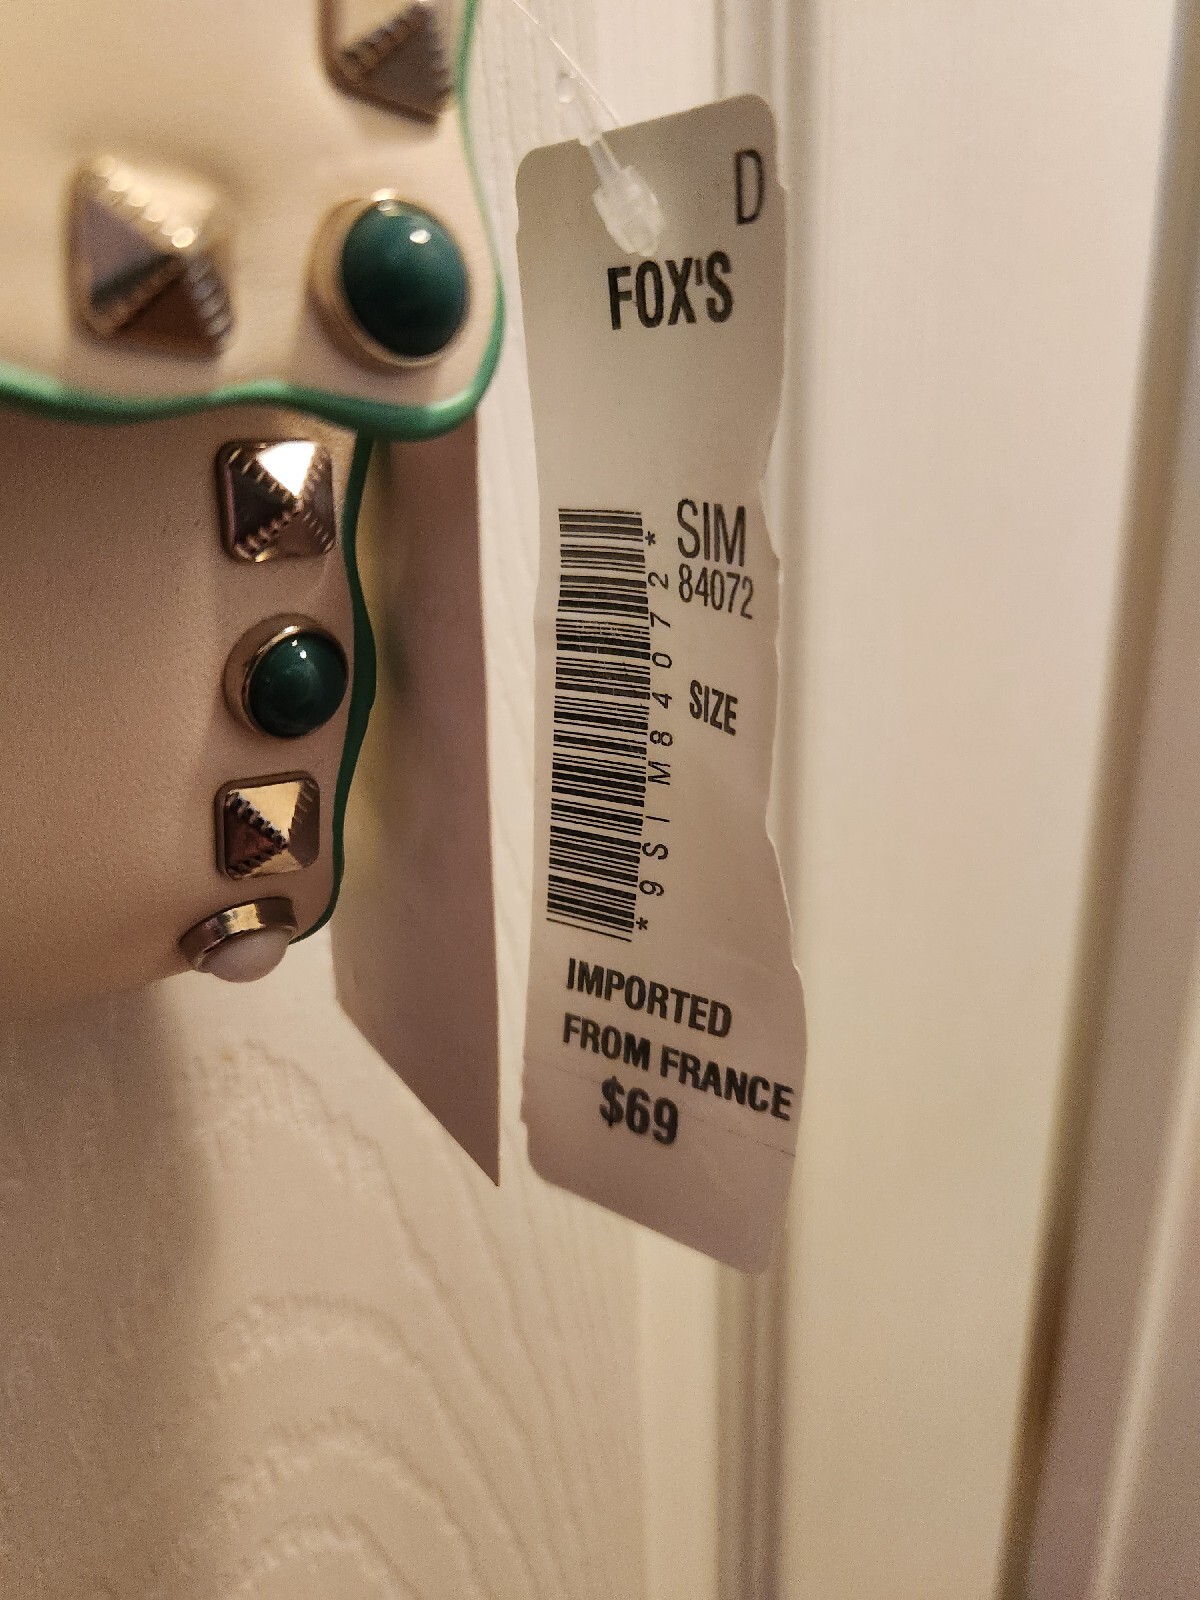 D
FOX'S
SIM
84072
SIZE
*9SIM84072*
IMPORTED
FROM FRANCE
$69